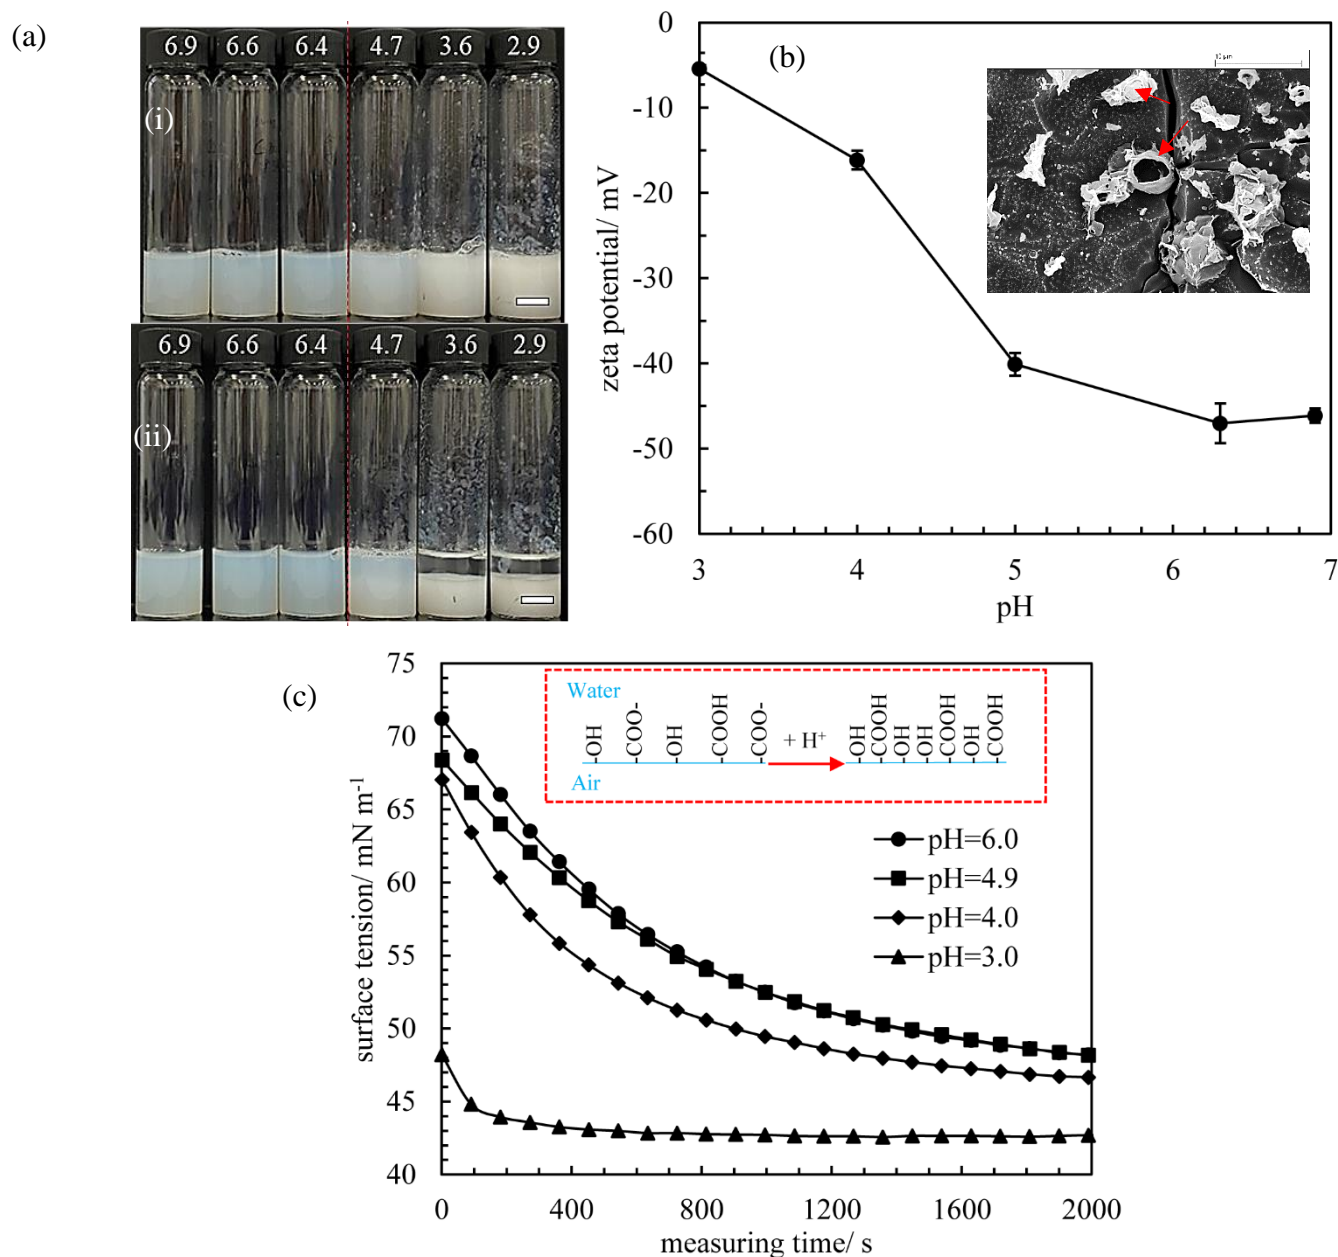 (a)
6.9 6.6 6.4 4.7 3.6 2.9
(i)
6.9 6.6 6.4 4.7 3.6 2.9
(ii)
(b)
0
-10
-20
-30
-40
-50
-60
zeta potential/ mV
3 4 5 6 7
pH
10 µm
(c)
75
70
65
60
55
50
45
40
surface tension/ mN m⁻¹
0 400 800 1200 1600 2000
measuring time/ s
Water
OH COO- OH COOH COO-
+ H⁺
OH COOH OH OH COOH OH COOH
Air
pH=6.0
pH=4.9
pH=4.0
pH=3.0